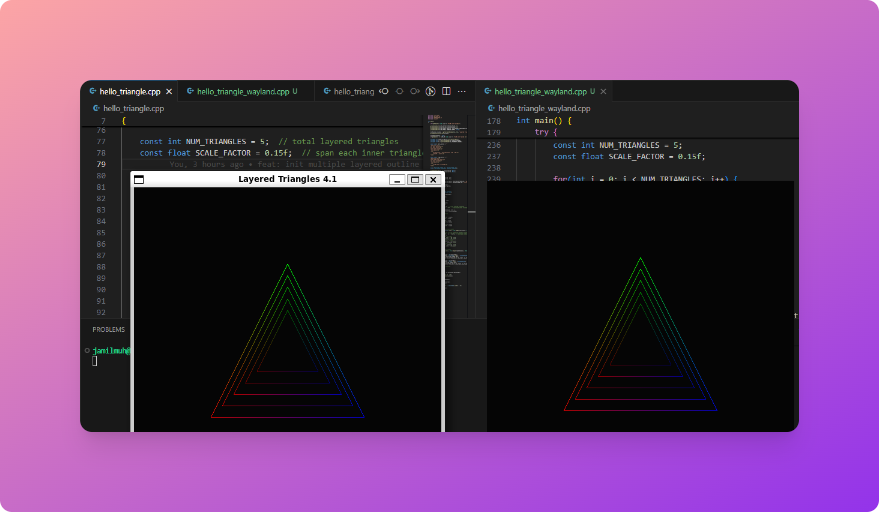 hello_triangle.cpp
hello_triangle_wayland.cpp U
hello_triang
hello_triangle.cpp
7 {
76
77 const int NUM_TRIANGLES = 5; // total layered triangles
78 const float SCALE_FACTOR = 0.15f; // span each inner triangl
79 You, 3 hours ago • feat: init multiple layered outline
80
81
82
83
84
85
86
87
88
89
90
91
92
Layered Triangles 4.1
PROBLEMS
jamilmuh@
hello_triangle_wayland.cpp U
hello_triangle_wayland.cpp
178 int main() {
179 try {
236 const int NUM_TRIANGLES = 5;
237 const float SCALE_FACTOR = 0.15f;
238
239 for(int i = 0; i < NUM_TRIANGLES; i++) {
t